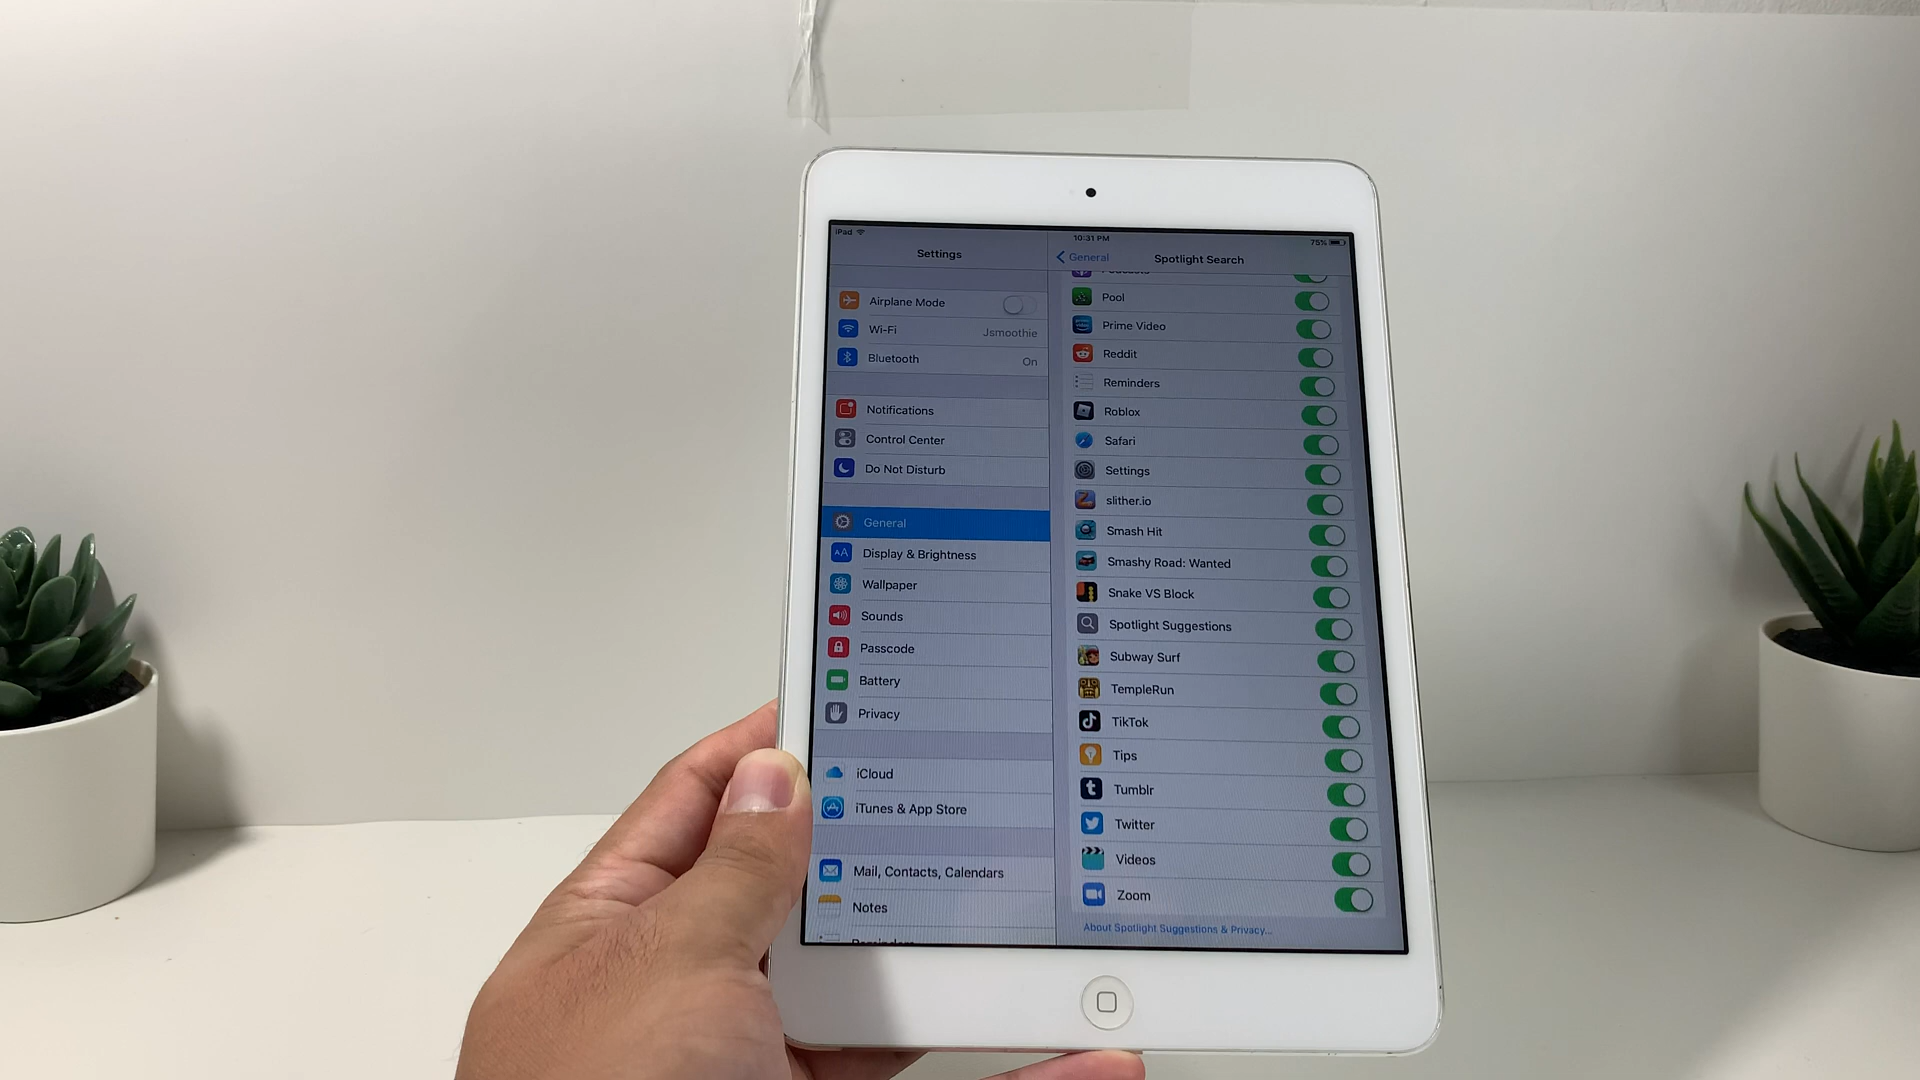 iPad
10:31 PM
75%
Settings
Airplane Mode
Wi-Fi
Jsmoothie
Bluetooth
On
Notifications
Control Center
Do Not Disturb
General
Display & Brightness
Wallpaper
Sounds
Passcode
Battery
Privacy
iCloud
iTunes & App Store
Mail, Contacts, Calendars
Notes
Reminders
General
Spotlight Search
Podcasts
Pool
Prime Video
Reddit
Reminders
Roblox
Safari
Settings
slither.io
Smash Hit
Smashy Road: Wanted
Snake VS Block
Spotlight Suggestions
Subway Surf
TempleRun
TikTok
Tips
Tumblr
Twitter
Videos
Zoom
About Spotlight Suggestions & Privacy...